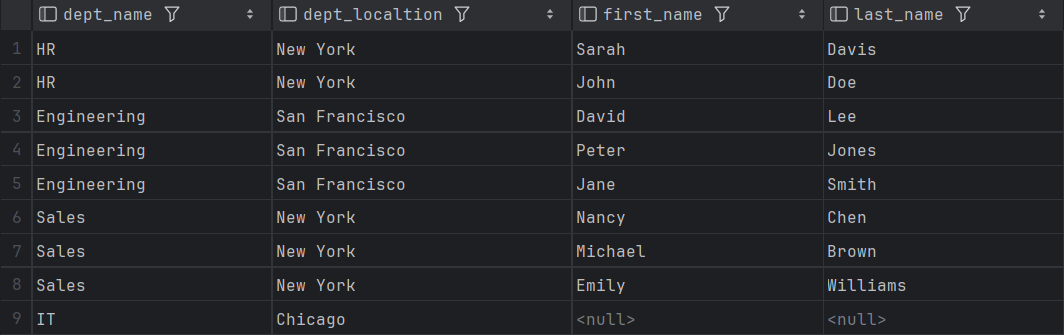 dept_name dept_localtion first_name last_name
1 HR New York Sarah Davis
2 HR New York John Doe
3 Engineering San Francisco David Lee
4 Engineering San Francisco Peter Jones
5 Engineering San Francisco Jane Smith
6 Sales New York Nancy Chen
7 Sales New York Michael Brown
8 Sales New York Emily Williams
9 IT Chicago <null> <null>